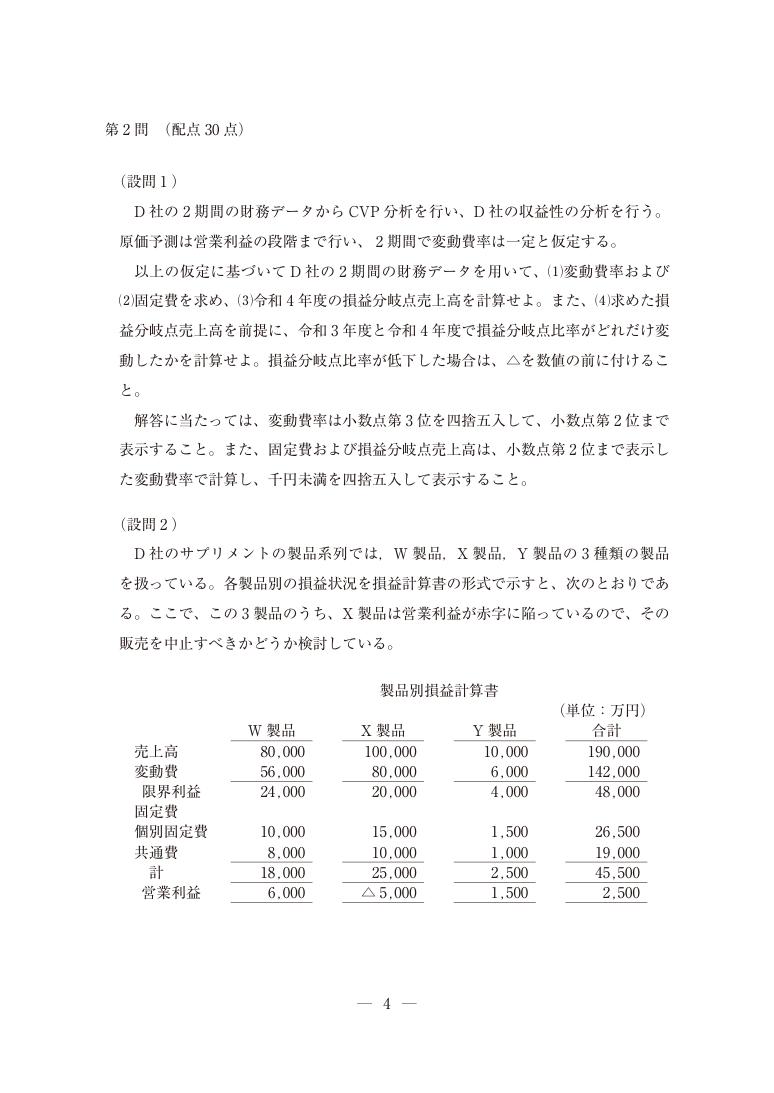 第2問　（配点30点）
（設問1）
　D社の2期間の財務データからCVP分析を行い、D社の収益性の分析を行う。
原価予測は営業利益の段階まで行い、2期間で変動費率は一定と仮定する。
　以上の仮定に基づいてD社の2期間の財務データを用いて、⑴変動費率および
⑵固定費を求め、⑶令和4年度の損益分岐点売上高を計算せよ。また、⑷求めた損
益分岐点売上高を前提に、令和3年度と令和4年度で損益分岐点比率がどれだけ変
動したかを計算せよ。損益分岐点比率が低下した場合は、△を数値の前に付けるこ
と。
　解答に当たっては、変動費率は小数点第3位を四捨五入して、小数点第2位まで
表示すること。また、固定費および損益分岐点売上高は、小数点第2位まで表示し
た変動費率で計算し、千円未満を四捨五入して表示すること。
（設問2）
　D社のサプリメントの製品系列では，W製品，X製品，Y製品の3種類の製品
を扱っている。各製品別の損益状況を損益計算書の形式で示すと、次のとおりであ
る。ここで、この3製品のうち、X製品は営業利益が赤字に陥っているので、その
販売を中止すべきかどうか検討している。
製品別損益計算書
（単位：万円）
W製品　X製品　Y製品　合計
売上高　80,000　100,000　10,000　190,000
変動費　56,000　80,000　6,000　142,000
限界利益　24,000　20,000　4,000　48,000
固定費
個別固定費　10,000　15,000　1,500　26,500
共通費　8,000　10,000　1,000　19,000
計　18,000　25,000　2,500　45,500
営業利益　6,000　△5,000　1,500　2,500
— 4 —